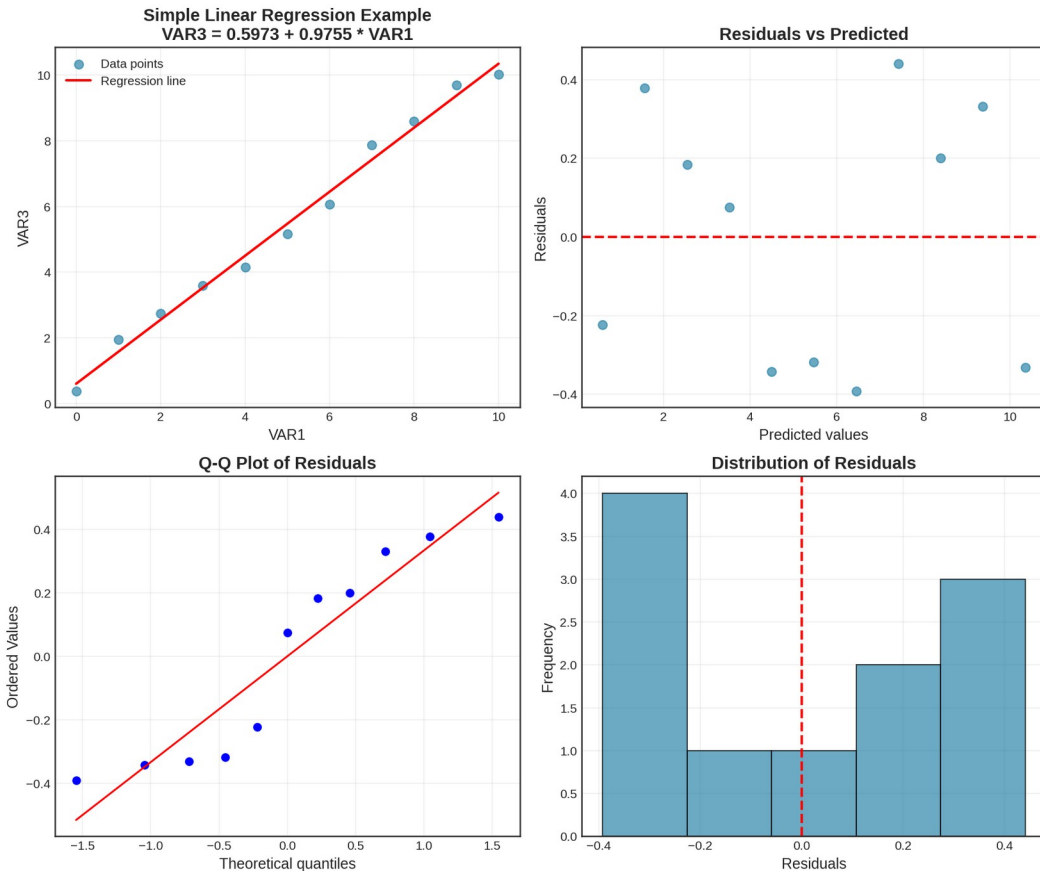 Simple Linear Regression Example
VAR3 = 0.5973 + 0.9755 * VAR1
Data points
Regression line
10
8
6
4
2
0
VAR3
0 2 4 6 8 10
VAR1
Residuals vs Predicted
0.4
0.2
0.0
−0.2
−0.4
Residuals
2 4 6 8 10
Predicted values
Q-Q Plot of Residuals
0.4
0.2
0.0
−0.2
−0.4
Ordered Values
−1.5 −1.0 −0.5 0.0 0.5 1.0 1.5
Theoretical quantiles
Distribution of Residuals
4.0
3.5
3.0
2.5
2.0
1.5
1.0
0.5
0.0
Frequency
−0.4 −0.2 0.0 0.2 0.4
Residuals